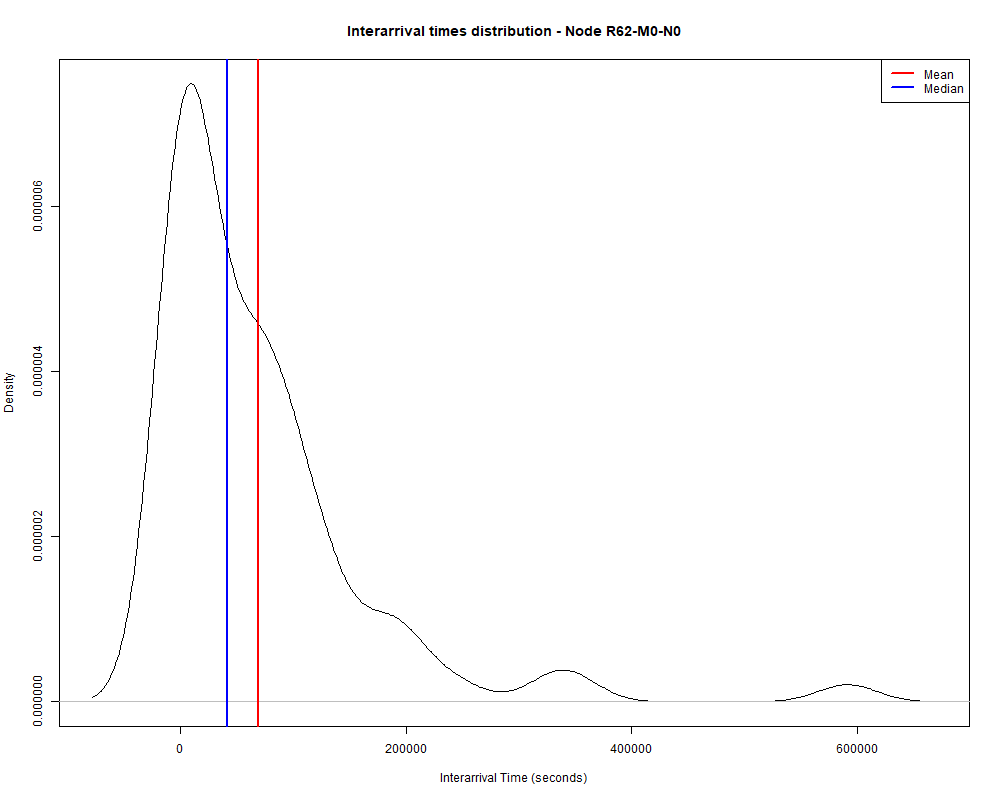 Interarrival times distribution - Node R62-M0-N0
Mean
Median
0.000006
0.000004
0.000002
0.000000
Density
0
200000
400000
600000
Interarrival Time (seconds)